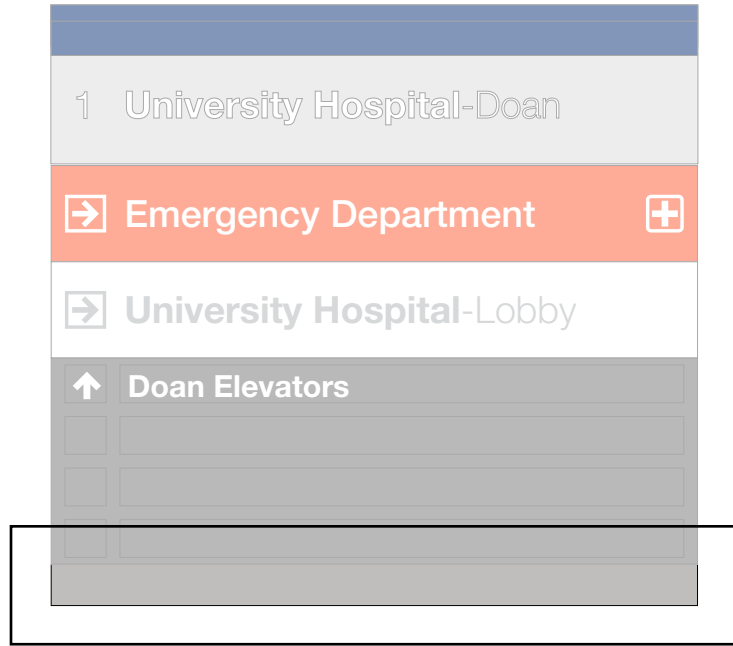 1 University Hospital-Doan
Emergency Department
University Hospital-Lobby
Doan Elevators